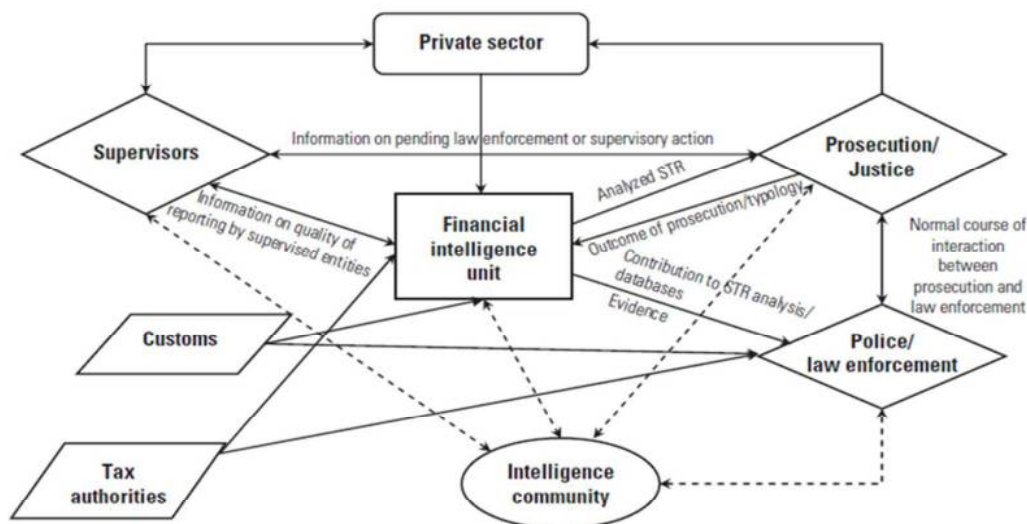 Private sector
Information on pending law enforcement or supervisory action
Supervisors
Prosecution/
Justice
Analyzed STR
Outcome of prosecution/typology
Information on quality of
reporting by supervised entities
Financial
intelligence
unit
Normal course of
interaction
between
prosecution and
law enforcement
Contribution to STR analysis/
databases
Evidence
Customs
Police/
law enforcement
Tax
authorities
Intelligence
community